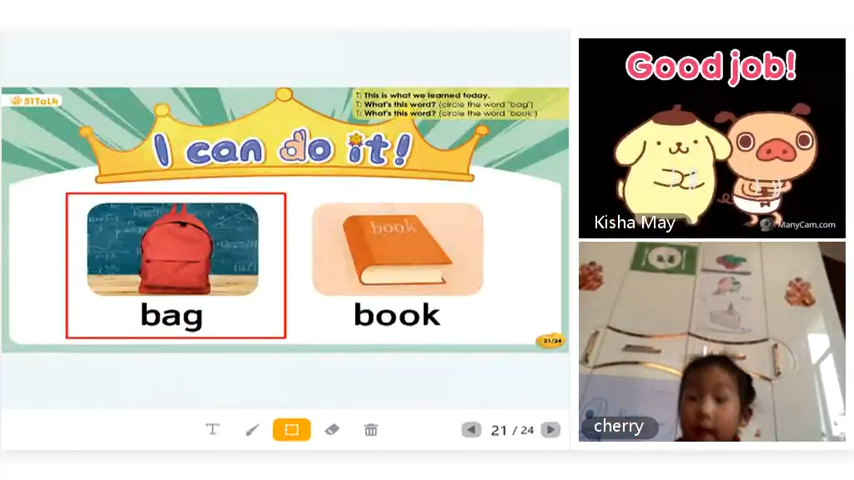 51Talk
T: This is what we learned today.
T: What's this word? (circle the word "bag")
T: What's this word? (circle the word "book")
I can do it!
book
bag
book
21/24
T
21 / 24
Good job!
Kisha May
ManyCam.com
cherry